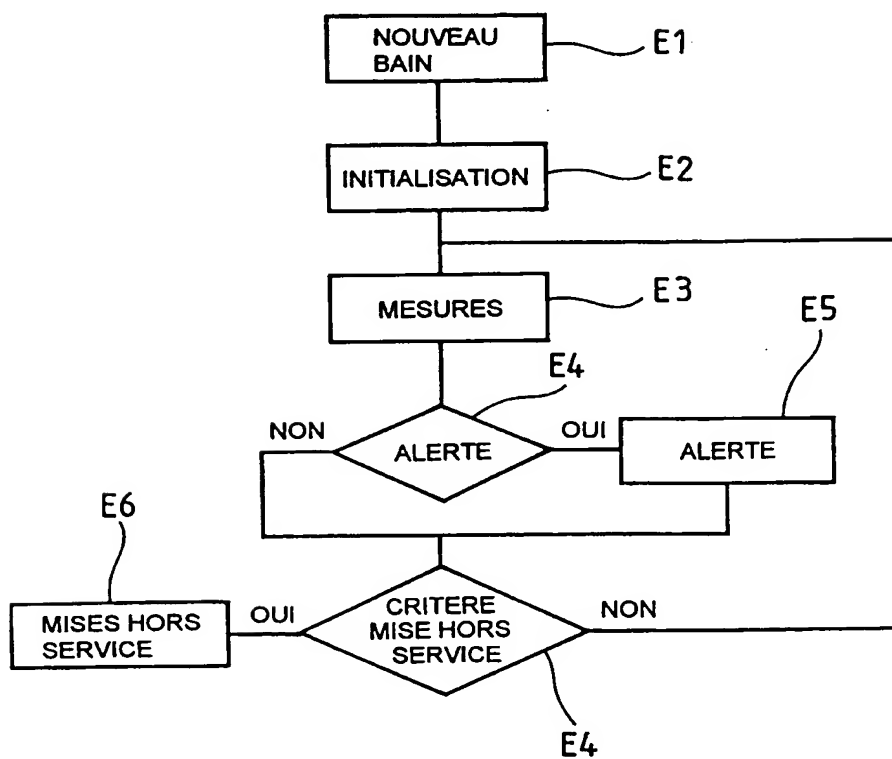 NOUVEAU
BAIN
E1
INITIALISATION
E2
MESURES
E3
E4
E5
NON
ALERTE
OUI
ALERTE
E6
MISES HORS
SERVICE
OUI
CRITERE
MISE HORS
SERVICE
NON
E4